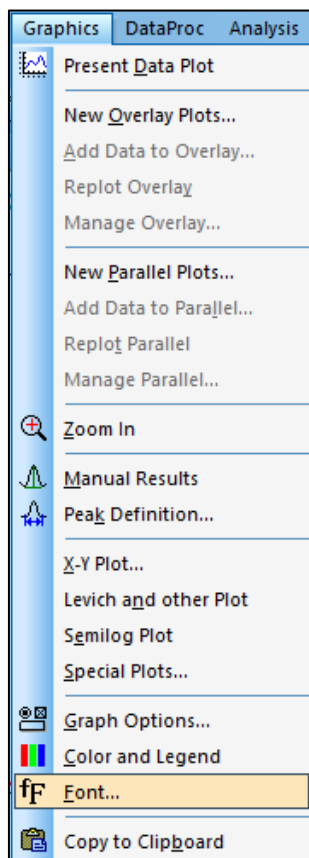 Graphics DataProc Analysis
Present Data Plot
New Overlay Plots...
Add Data to Overlay...
Replot Overlay
Manage Overlay...
New Parallel Plots...
Add Data to Parallel...
Replot Parallel
Manage Parallel...
Zoom In
Manual Results
Peak Definition...
X-Y Plot...
Levich and other Plot
Semilog Plot
Special Plots...
Graph Options...
Color and Legend
fF Font...
Copy to Clipboard